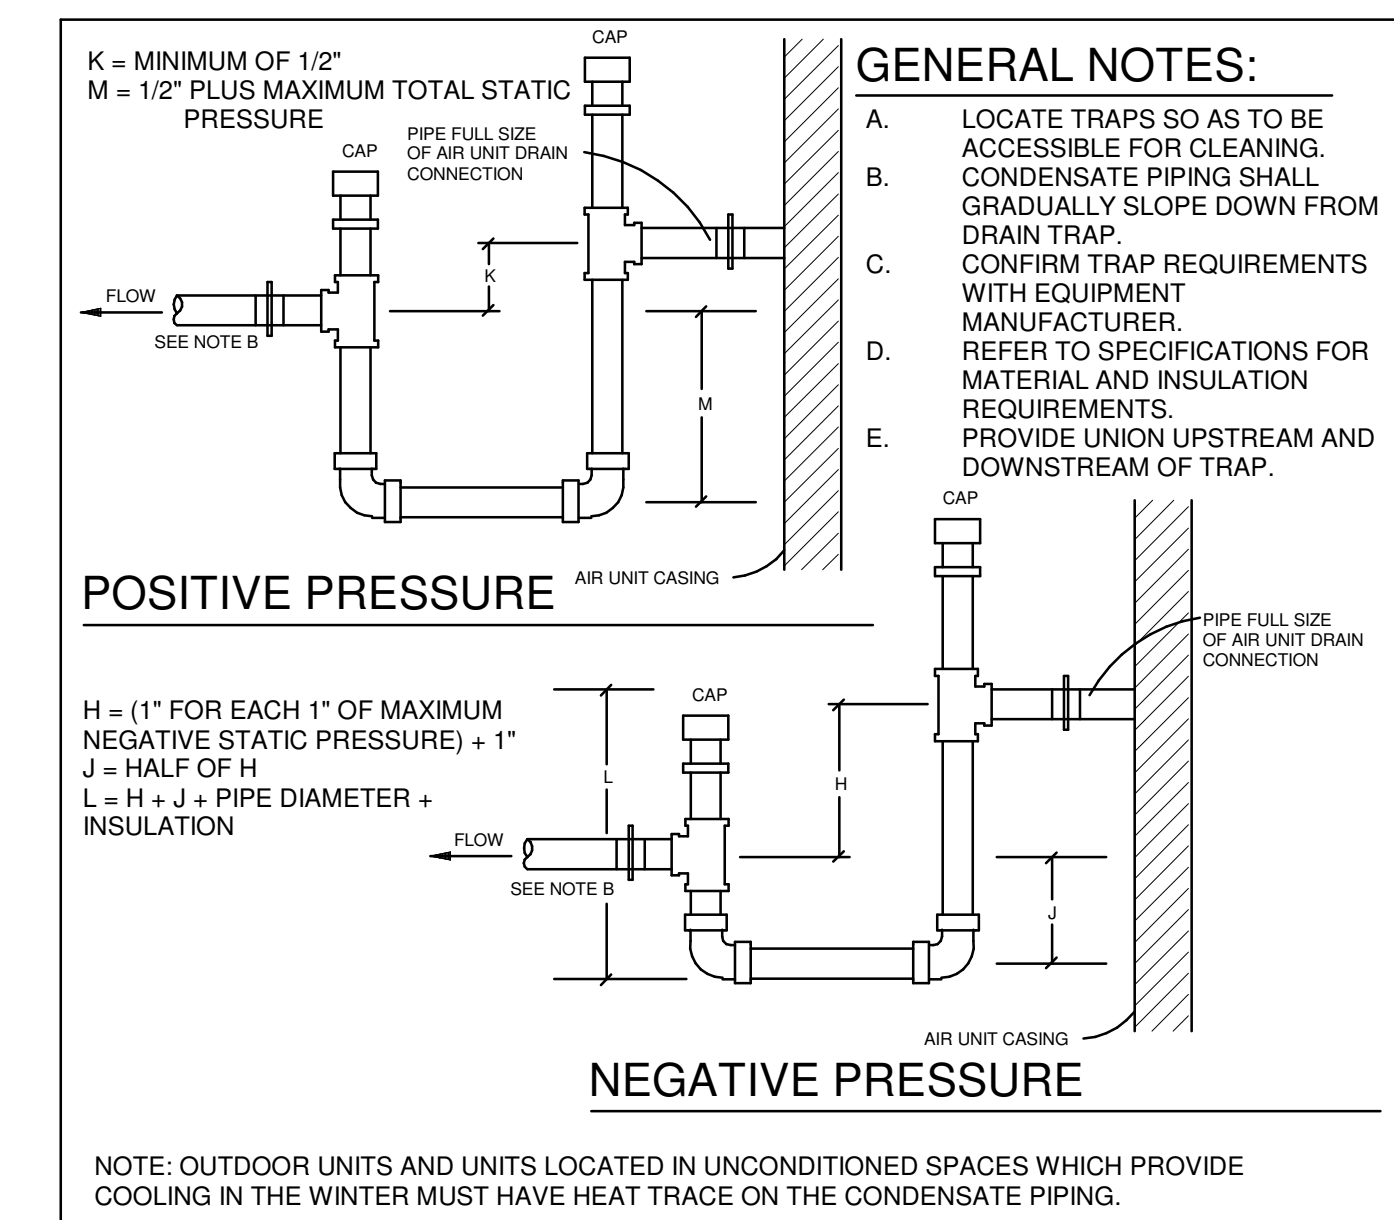 K = MINIMUM OF 1/2"
M = 1/2" PLUS MAXIMUM TOTAL STATIC
PRESSURE
CAP
CAP
PIPE FULL SIZE
OF AIR UNIT DRAIN
CONNECTION
K
FLOW
SEE NOTE B
M
AIR UNIT CASING
POSITIVE PRESSURE
GENERAL NOTES:
A. LOCATE TRAPS SO AS TO BE
ACCESSIBLE FOR CLEANING.
B. CONDENSATE PIPING SHALL
GRADUALLY SLOPE DOWN FROM
DRAIN TRAP.
C. CONFIRM TRAP REQUIREMENTS
WITH EQUIPMENT
MANUFACTURER.
D. REFER TO SPECIFICATIONS FOR
MATERIAL AND INSULATION
REQUIREMENTS.
E. PROVIDE UNION UPSTREAM AND
DOWNSTREAM OF TRAP.
CAP
PIPE FULL SIZE
OF AIR UNIT DRAIN
CONNECTION
H = (1" FOR EACH 1" OF MAXIMUM
NEGATIVE STATIC PRESSURE) + 1"
J = HALF OF H
L = H + J + PIPE DIAMETER +
INSULATION
CAP
L
H
FLOW
SEE NOTE B
J
AIR UNIT CASING
NEGATIVE PRESSURE
NOTE: OUTDOOR UNITS AND UNITS LOCATED IN UNCONDITIONED SPACES WHICH PROVIDE
COOLING IN THE WINTER MUST HAVE HEAT TRACE ON THE CONDENSATE PIPING.